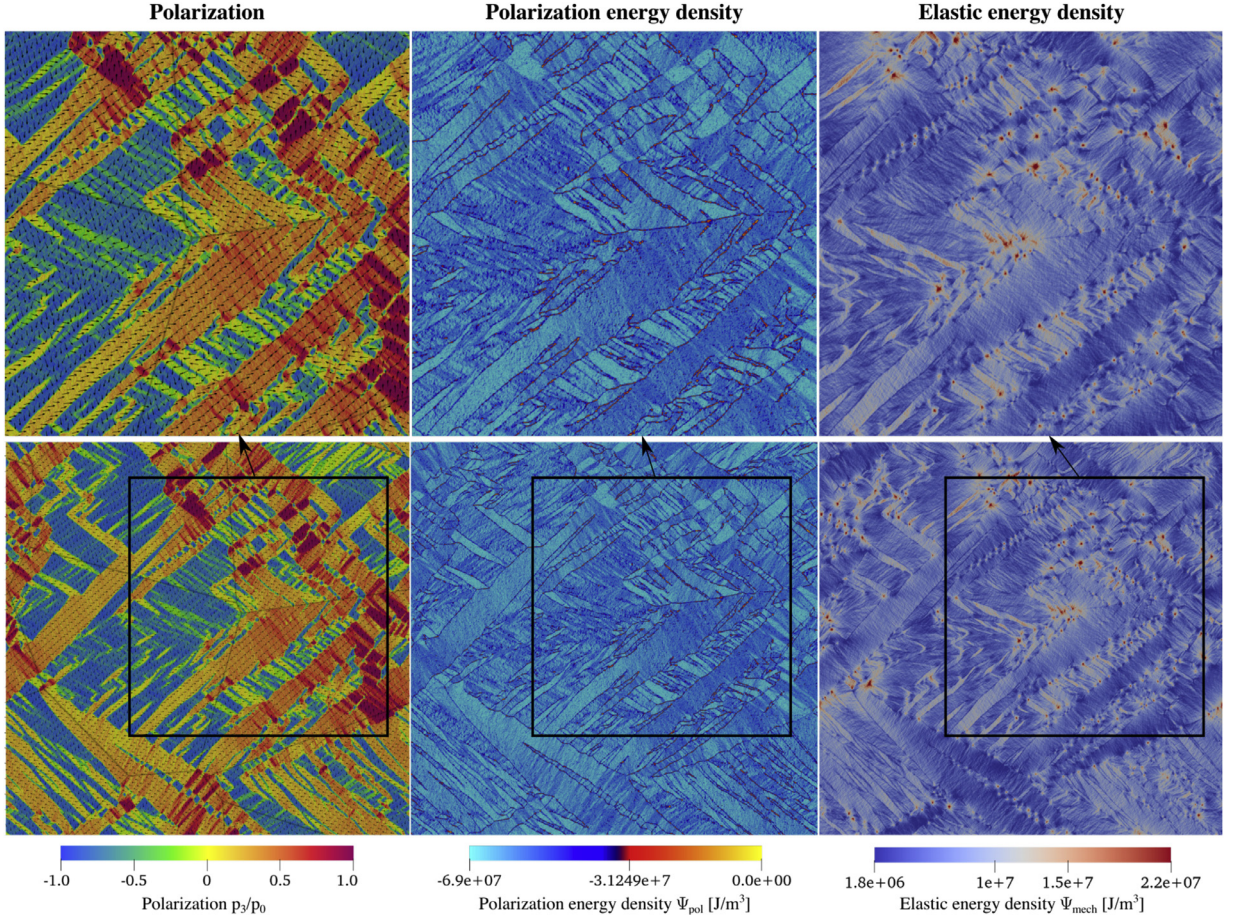 Polarization
Polarization energy density
Elastic energy density
-1.0
-0.5
0
0.5
1.0
Polarization p₃/p₀
-6.9e+07
-3.1249e+7
0.0e+00
Polarization energy density Ψpol [J/m³]
1.8e+06
1e+7
1.5e+7
2.2e+07
Elastic energy density Ψmech [J/m³]